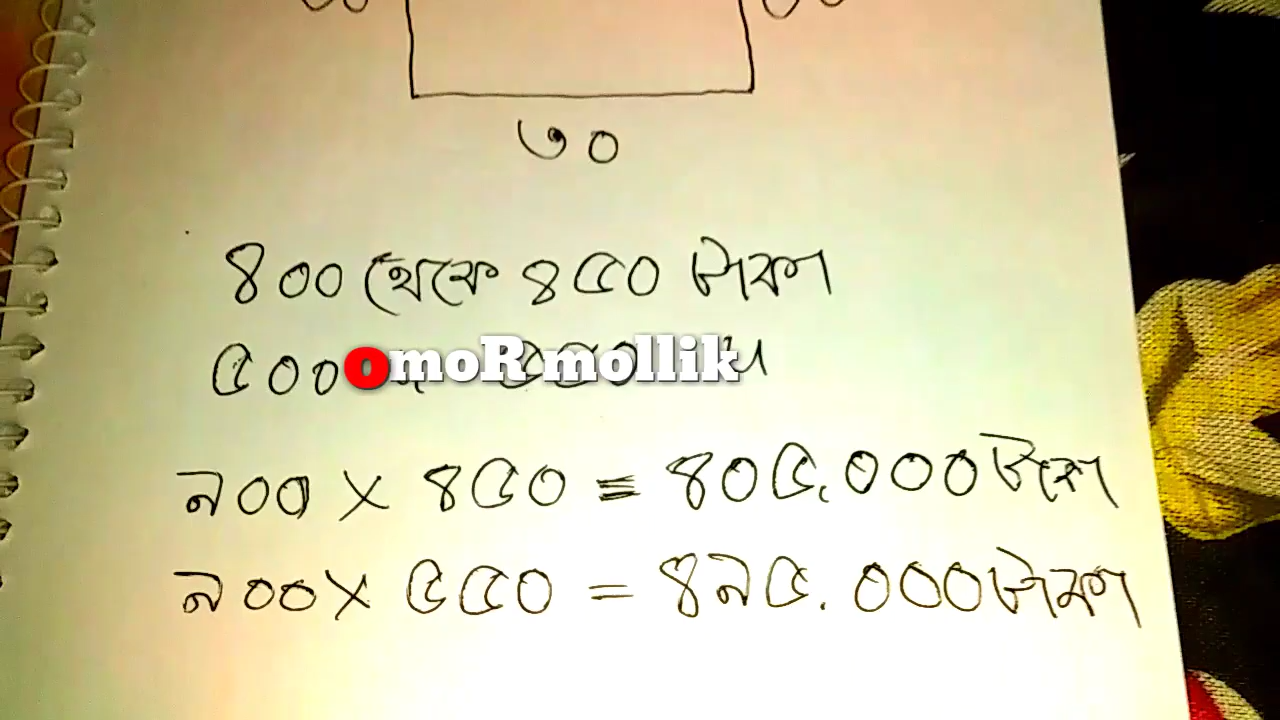 ৩০
৪০০ থেকে ৪৫০ টাকা
৫০০
omoR mollik
৯০০ X ৪৫০ = ৪০৫.০০০ টাকা
৯০০ X ৫৫০ = ৪৯৫.০০০ টাকা